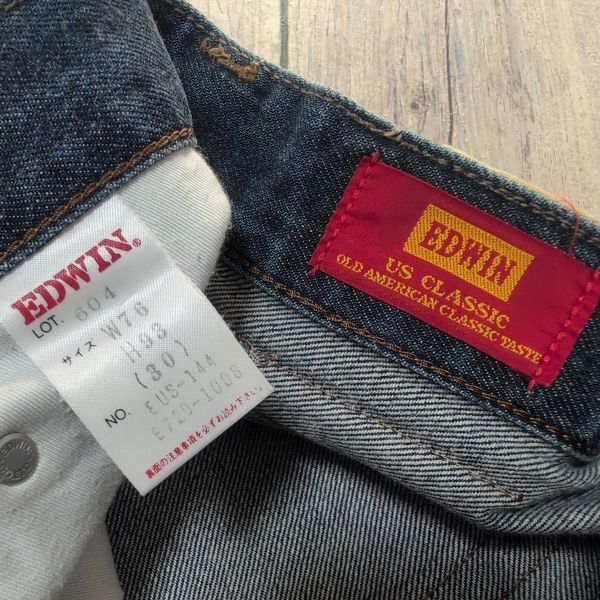 EDWIN®
LOT. 604
サイズ W76
H93
(30)
NO. EUS-144
E729-1008
裏面の注意事項を必ずお読み下さい。
EDWIN
US CLASSIC
OLD AMERICAN CLASSIC TASTE
EDWIN